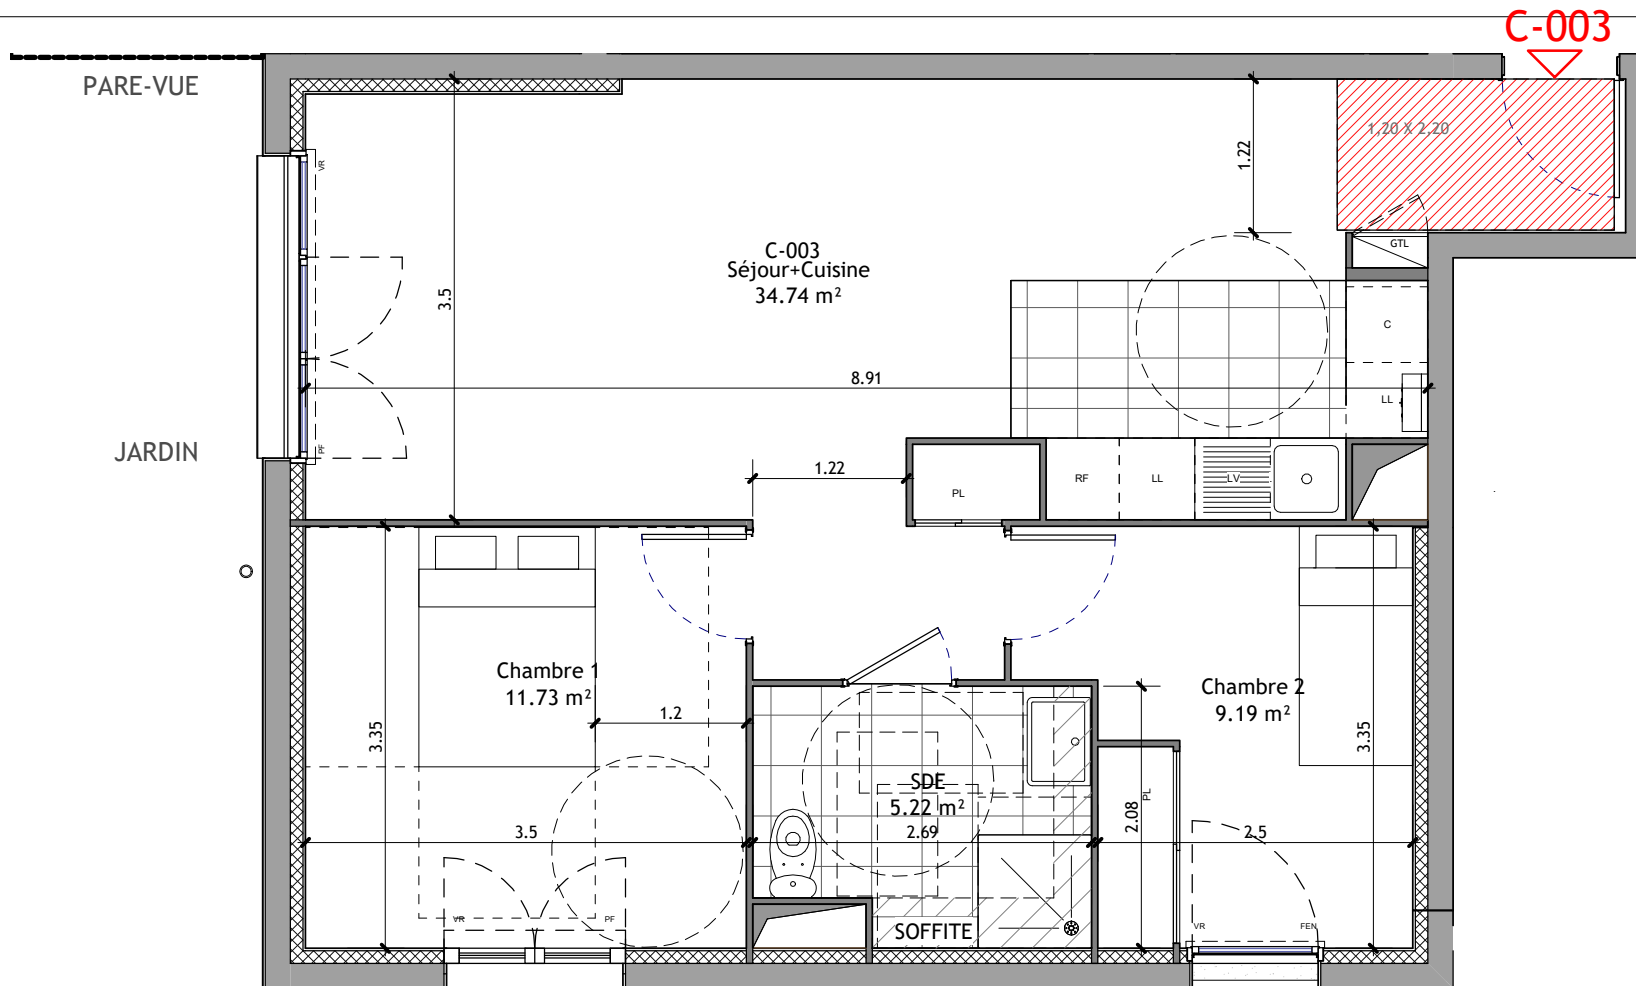 C-003
PARE-VUE
1,20 X 2.20
VR
1.22
GTL
C-003
Séjour+Cuisine
34.74 m²
3.5
C
8.91
LL
PF
JARDIN
1.22
PL
RF
LL
LV
Chambre 1
11.73 m²
1.2
3.35
Chambre 2
9.19 m²
3.35
SDE
5.22 m²
2.69
3.5
2.08
PL
2.5
VR
PF
SOFFITE
VR
FEN